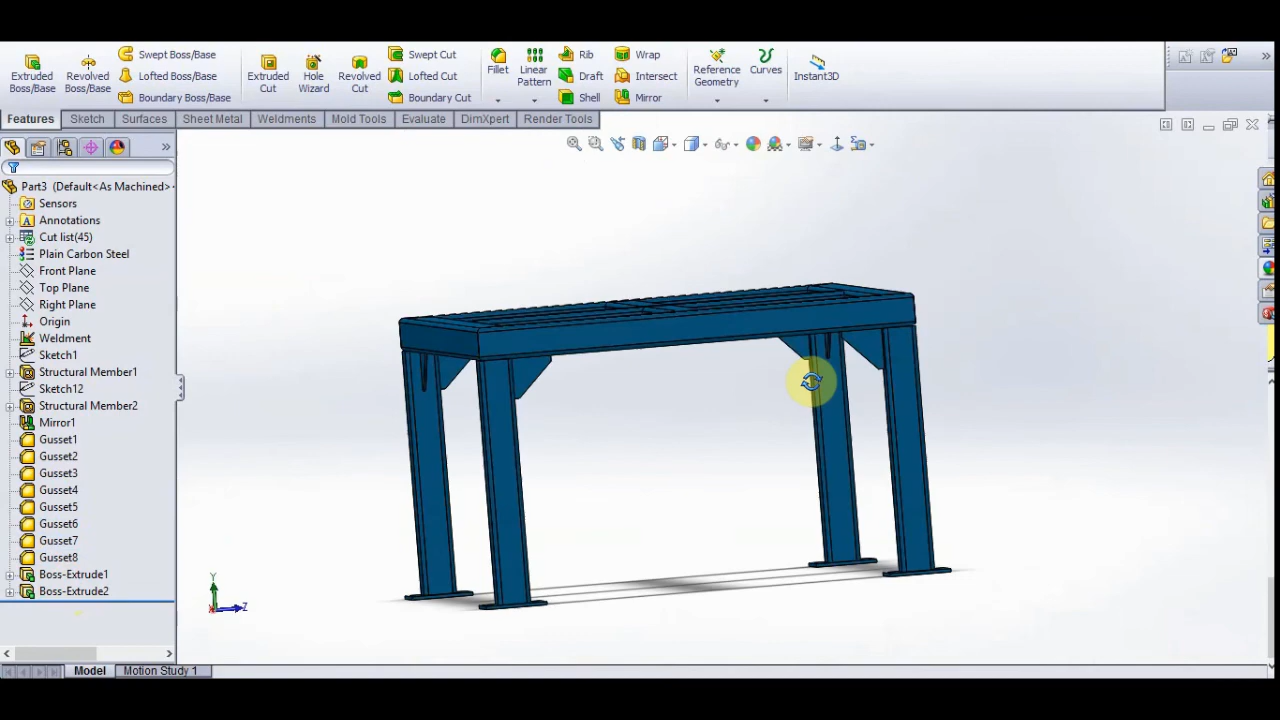 Extruded Boss/Base
Revolved Boss/Base
Swept Boss/Base
Lofted Boss/Base
Boundary Boss/Base
Extruded Cut
Hole Wizard
Revolved Cut
Swept Cut
Lofted Cut
Boundary Cut
Fillet
Linear Pattern
Rib
Draft
Shell
Wrap
Intersect
Mirror
Reference Geometry
Curves
Instant3D
Features Sketch Surfaces Sheet Metal Weldments Mold Tools Evaluate DimXpert Render Tools
Part3 (Default<As Machined>
Sensors
Annotations
Cut list(45)
Plain Carbon Steel
Front Plane
Top Plane
Right Plane
Origin
Weldment
Sketch1
Structural Member1
Sketch12
Structural Member2
Mirror1
Gusset1
Gusset2
Gusset3
Gusset4
Gusset5
Gusset6
Gusset7
Gusset8
Boss-Extrude1
Boss-Extrude2
Y
X
Z
Model Motion Study 1